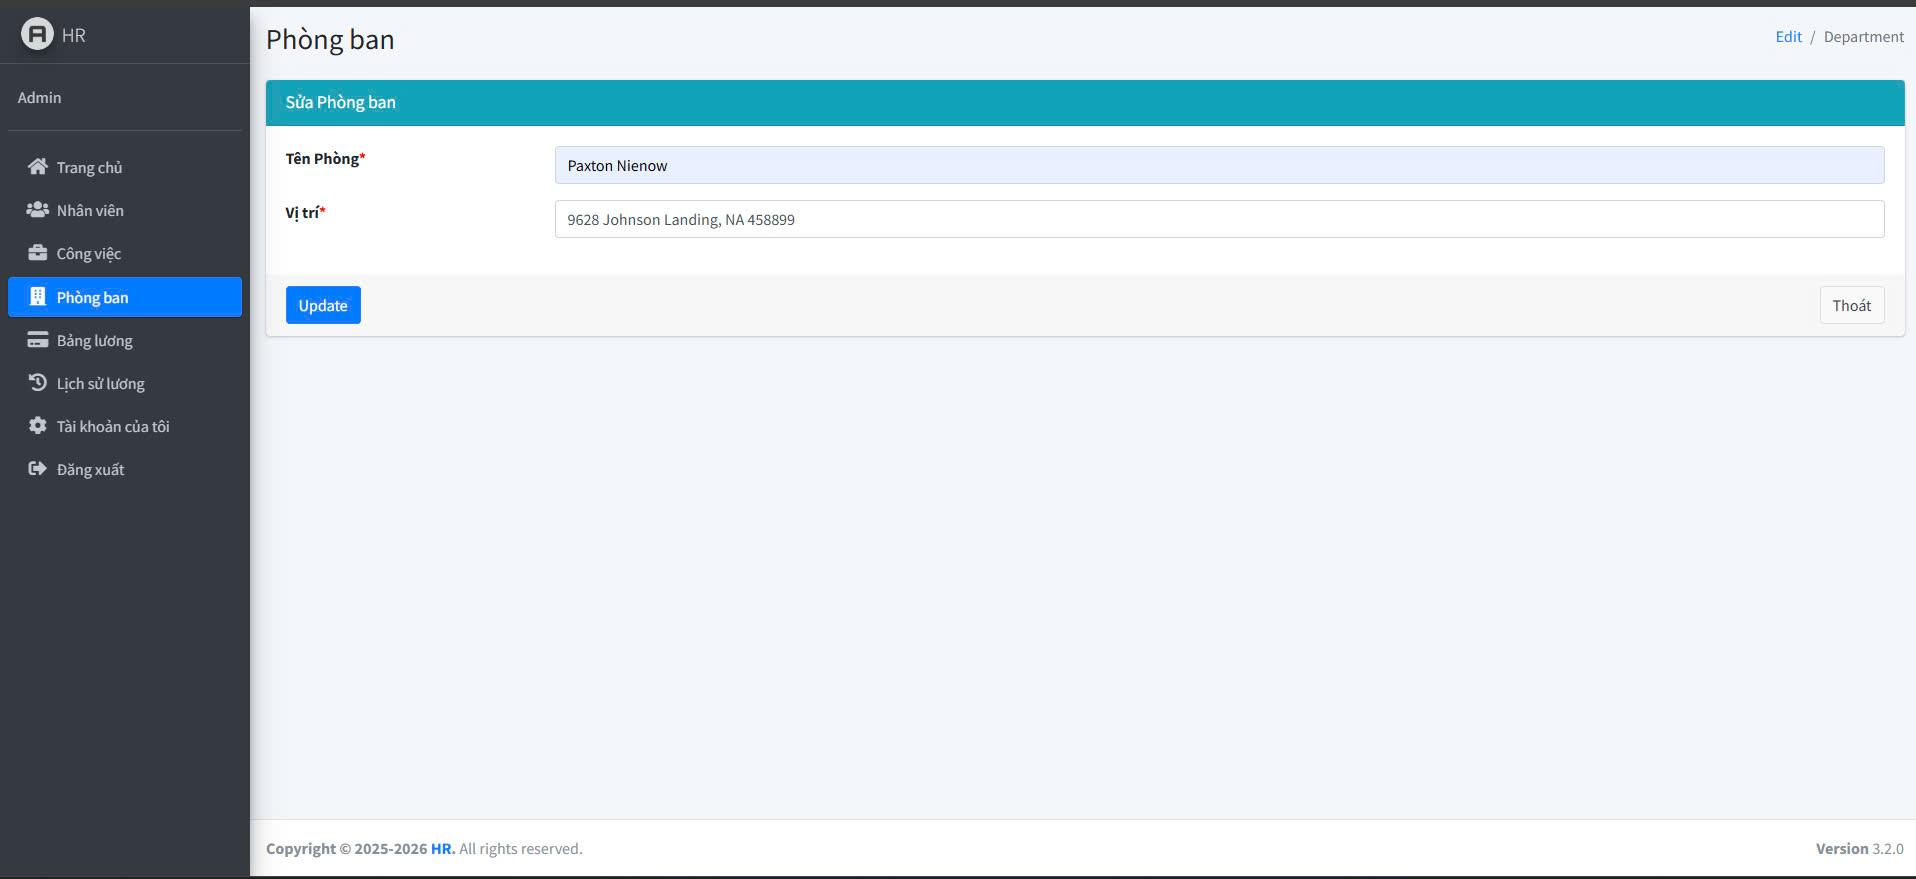 HR
Admin
Trang chủ
Nhân viên
Công việc
Phòng ban
Bảng lương
Lịch sử lương
Tài khoản của tôi
Đăng xuất
Phòng ban
Edit / Department
Sửa Phòng ban
Tên Phòng*
Paxton Nienow
Vị trí*
9628 Johnson Landing, NA 458899
Update
Thoát
Copyright © 2025-2026 HR. All rights reserved.
Version 3.2.0